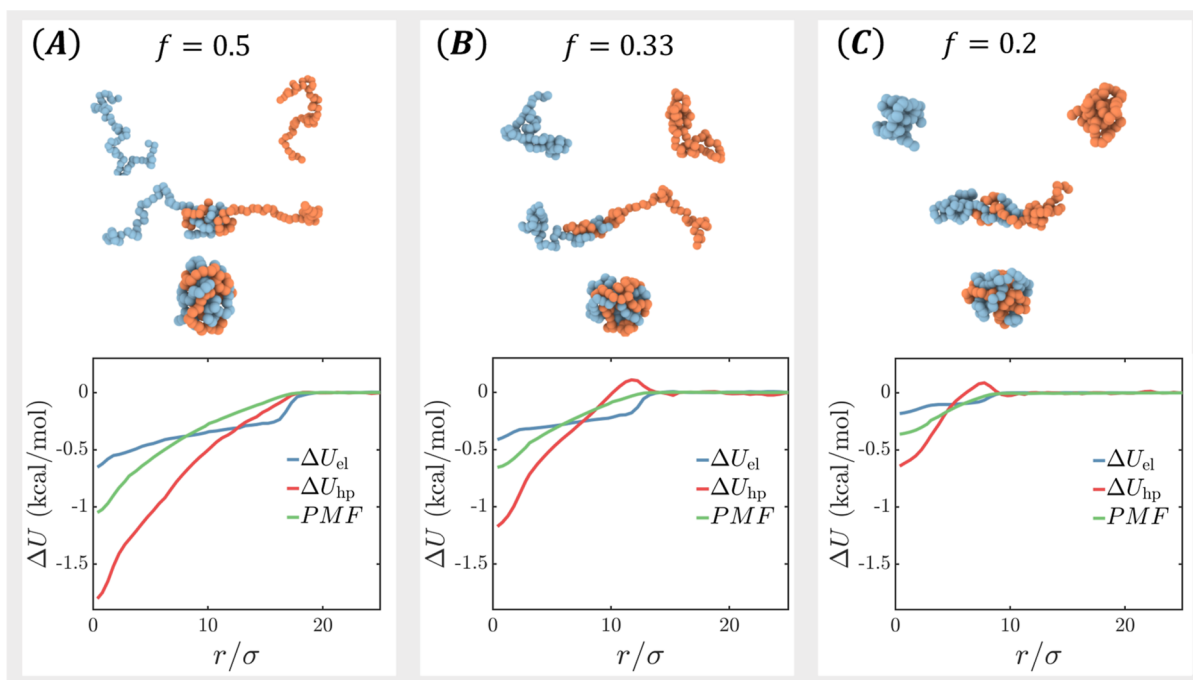 (A) f = 0.5
(B) f = 0.33
(C) f = 0.2
ΔU (kcal/mol)
0
-0.5
-1
-1.5
ΔU_el
ΔU_hp
PMF
0 10 20
r/σ
ΔU (kcal/mol)
0
-0.5
-1
-1.5
ΔU_el
ΔU_hp
PMF
0 10 20
r/σ
ΔU (kcal/mol)
0
-0.5
-1
-1.5
ΔU_el
ΔU_hp
PMF
0 10 20
r/σ